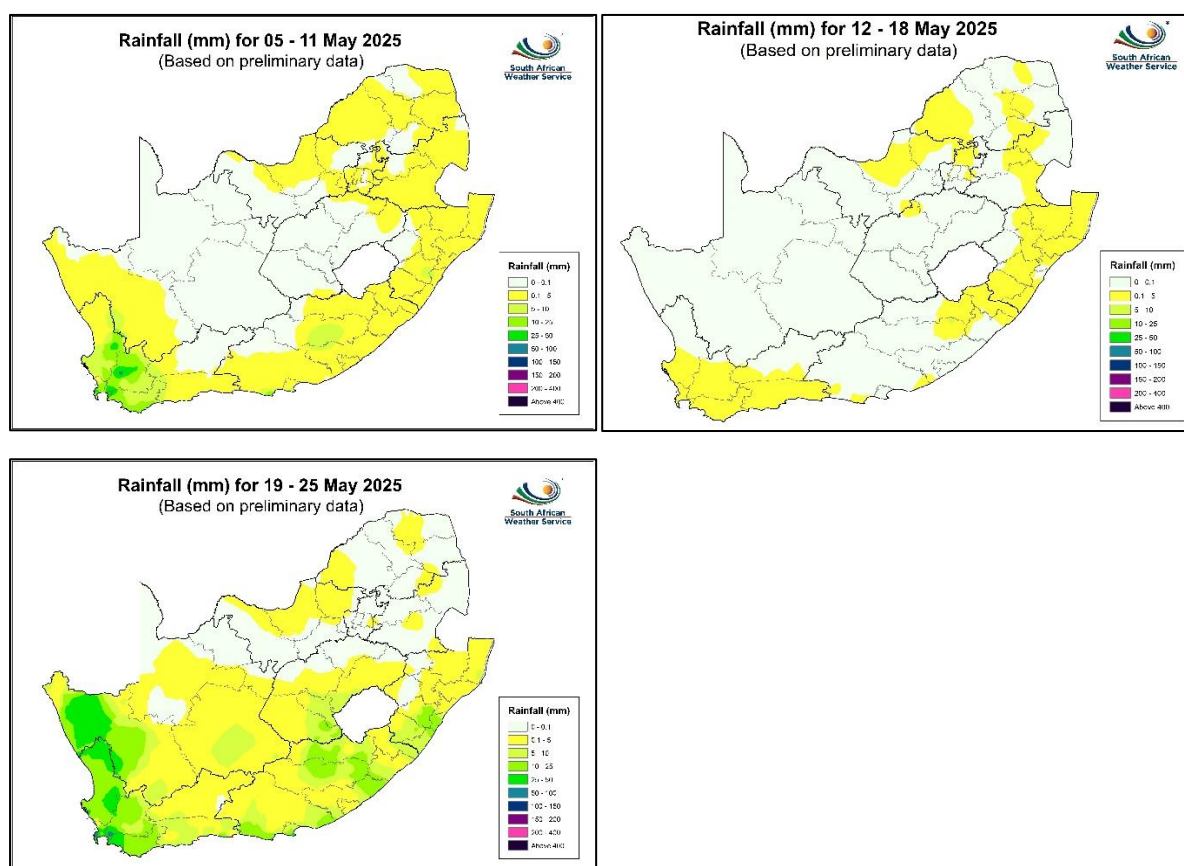 Rainfall (mm) for 05 - 11 May 2025
(Based on preliminary data)
South African
Weather Service
Rainfall (mm)
0 - 0.1
0.1 - 5
5 - 10
10 - 25
25 - 50
50 - 100
100 - 150
150 - 200
200 - 400
Above 400
Rainfall (mm) for 12 - 18 May 2025
(Based on preliminary data)
South African
Weather Service
Rainfall (mm)
0 - 0.1
0.1 - 5
5 - 10
10 - 25
25 - 50
50 - 100
100 - 150
150 - 200
200 - 400
Above 400
Rainfall (mm) for 19 - 25 May 2025
(Based on preliminary data)
South African
Weather Service
Rainfall (mm)
0 - 0.1
0.1 - 5
5 - 10
10 - 25
25 - 50
50 - 100
100 - 150
150 - 200
200 - 400
Above 400